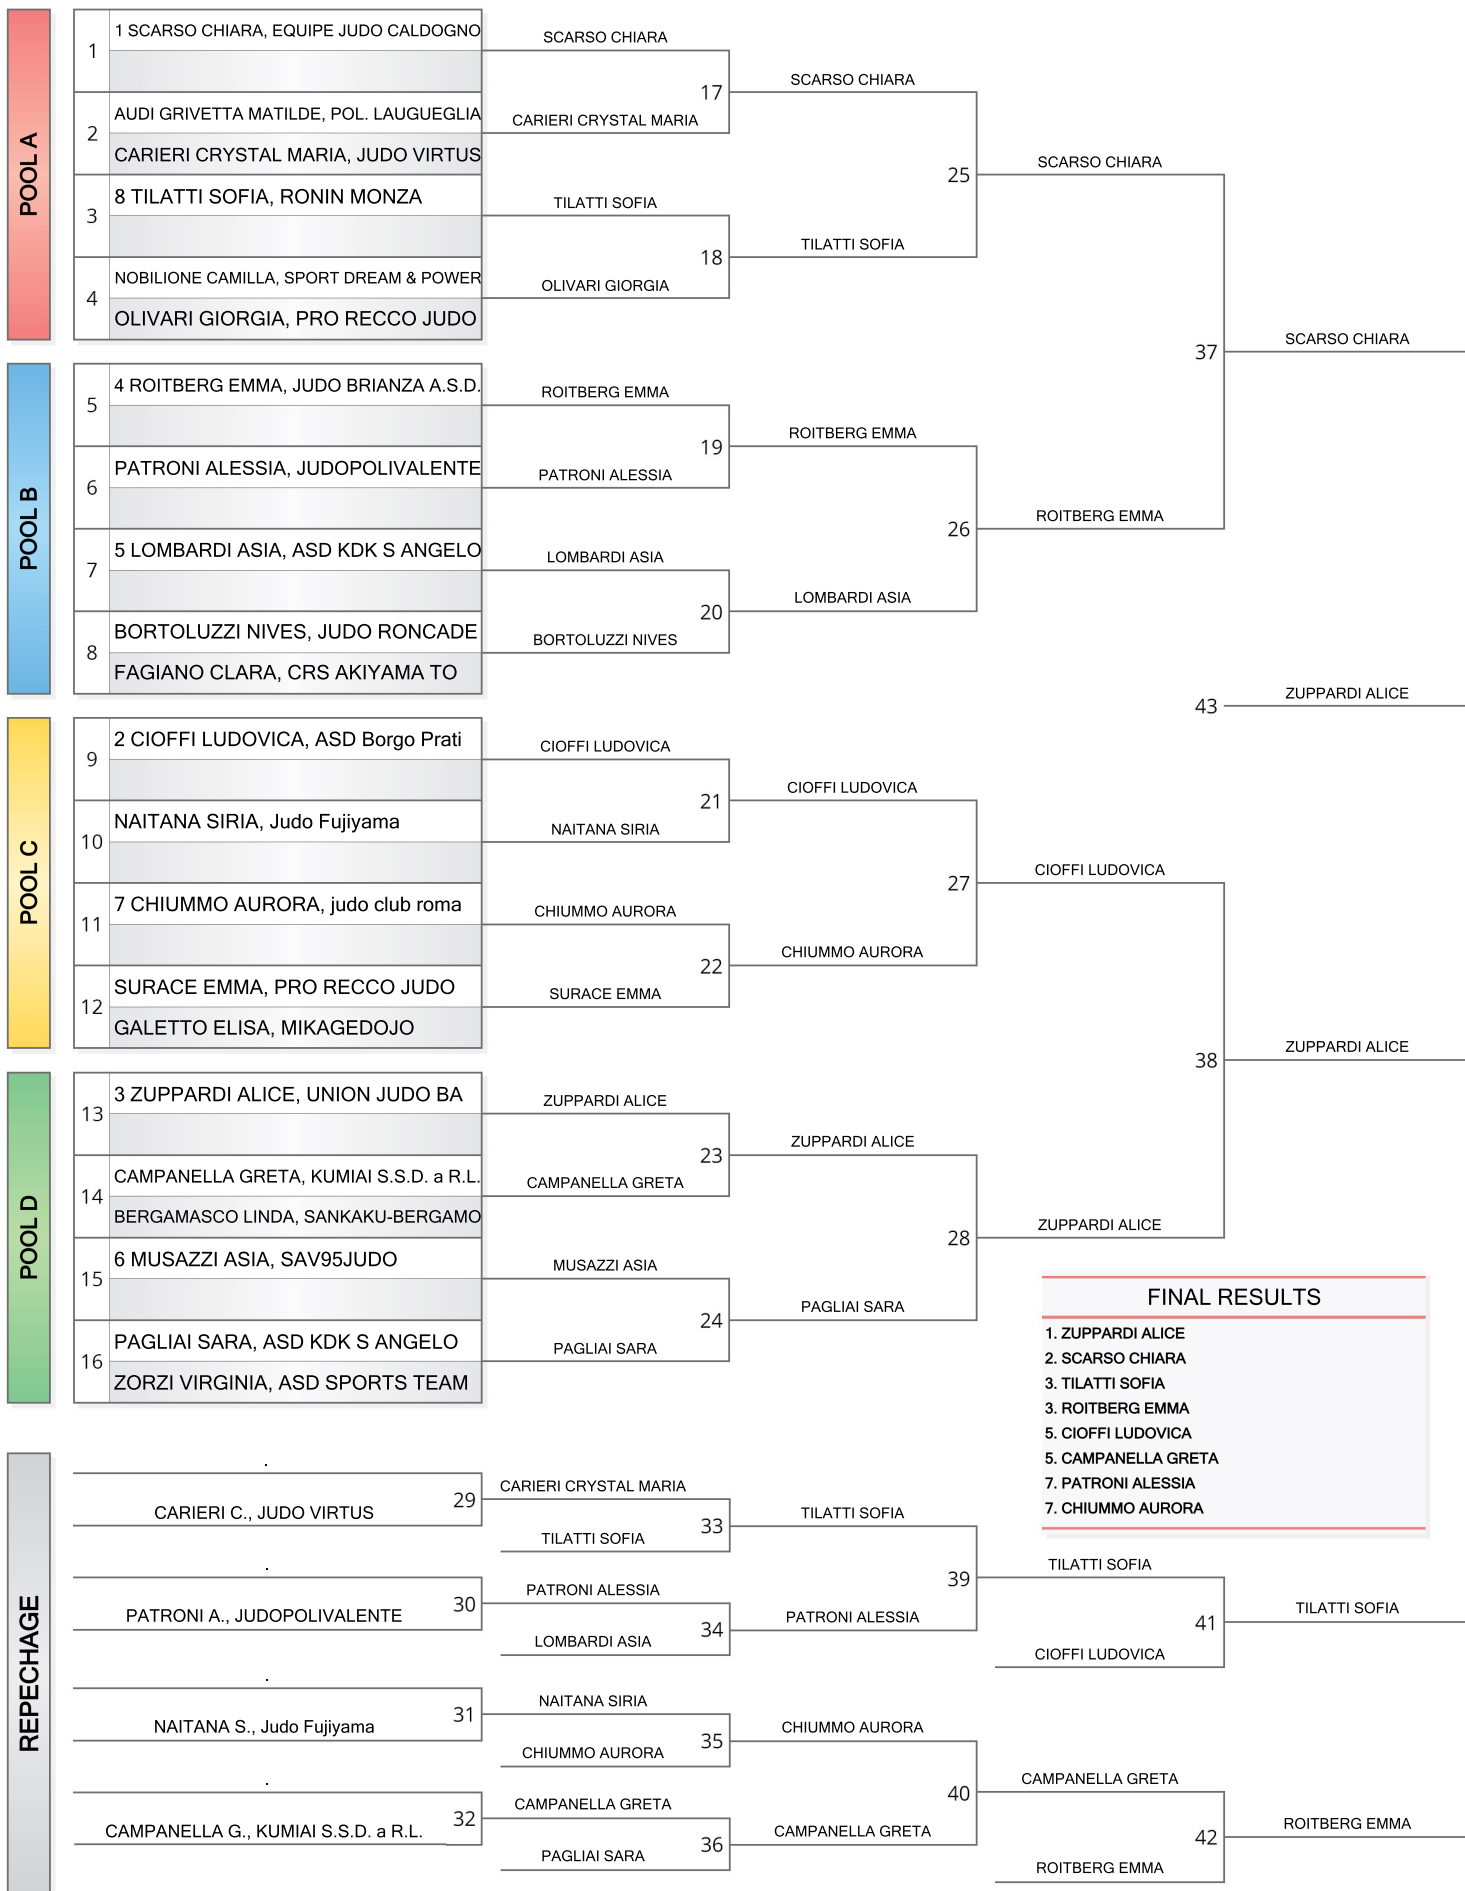 POOL A
1
1 SCARSO CHIARA, EQUIPE JUDO CALDOGNO
2
AUDI GRIVETTA MATILDE, POL. LAUGUEGLIA
CARIERI CRYSTAL MARIA, JUDO VIRTUS
3
8 TILATTI SOFIA, RONIN MONZA
4
NOBILIONE CAMILLA, SPORT DREAM & POWER
OLIVARI GIORGIA, PRO RECCO JUDO
SCARSO CHIARA
17
CARIERI CRYSTAL MARIA
TILATTI SOFIA
18
OLIVARI GIORGIA
SCARSO CHIARA
25
TILATTI SOFIA
SCARSO CHIARA
POOL B
5
4 ROITBERG EMMA, JUDO BRIANZA A.S.D.
6
PATRONI ALESSIA, JUDOPOLIVALENTE
7
5 LOMBARDI ASIA, ASD KDK S ANGELO
8
BORTOLUZZI NIVES, JUDO RONCADE
FAGIANO CLARA, CRS AKIYAMA TO
ROITBERG EMMA
19
PATRONI ALESSIA
LOMBARDI ASIA
20
BORTOLUZZI NIVES
ROITBERG EMMA
26
LOMBARDI ASIA
ROITBERG EMMA
37
SCARSO CHIARA
43
ZUPPARDI ALICE
POOL C
9
2 CIOFFI LUDOVICA, ASD Borgo Prati
10
NAITANA SIRIA, Judo Fujiyama
11
7 CHIUMMO AURORA, judo club roma
12
SURACE EMMA, PRO RECCO JUDO
GALETTO ELISA, MIKAGEDOJO
CIOFFI LUDOVICA
21
NAITANA SIRIA
CHIUMMO AURORA
22
SURACE EMMA
CIOFFI LUDOVICA
27
CHIUMMO AURORA
CIOFFI LUDOVICA
38
ZUPPARDI ALICE
POOL D
13
3 ZUPPARDI ALICE, UNION JUDO BA
14
CAMPANELLA GRETA, KUMIAI S.S.D. a R.L.
BERGAMASCO LINDA, SANKAKU-BERGAMO
15
6 MUSAZZI ASIA, SAV95JUDO
16
PAGLIAI SARA, ASD KDK S ANGELO
ZORZI VIRGINIA, ASD SPORTS TEAM
ZUPPARDI ALICE
23
CAMPANELLA GRETA
MUSAZZI ASIA
24
PAGLIAI SARA
ZUPPARDI ALICE
28
PAGLIAI SARA
ZUPPARDI ALICE
FINAL RESULTS
1. ZUPPARDI ALICE
2. SCARSO CHIARA
3. TILATTI SOFIA
3. ROITBERG EMMA
5. CIOFFI LUDOVICA
5. CAMPANELLA GRETA
7. PATRONI ALESSIA
7. CHIUMMO AURORA
REPECHAGE
.
29
CARIERI C., JUDO VIRTUS
.
30
PATRONI A., JUDOPOLIVALENTE
.
31
NAITANA S., Judo Fujiyama
.
32
CAMPANELLA G., KUMIAI S.S.D. a R.L.
CARIERI CRYSTAL MARIA
33
TILATTI SOFIA
PATRONI ALESSIA
34
LOMBARDI ASIA
NAITANA SIRIA
35
CHIUMMO AURORA
CAMPANELLA GRETA
36
PAGLIAI SARA
TILATTI SOFIA
39
PATRONI ALESSIA
CHIUMMO AURORA
40
CAMPANELLA GRETA
TILATTI SOFIA
41
CIOFFI LUDOVICA
CAMPANELLA GRETA
42
ROITBERG EMMA
TILATTI SOFIA
ROITBERG EMMA